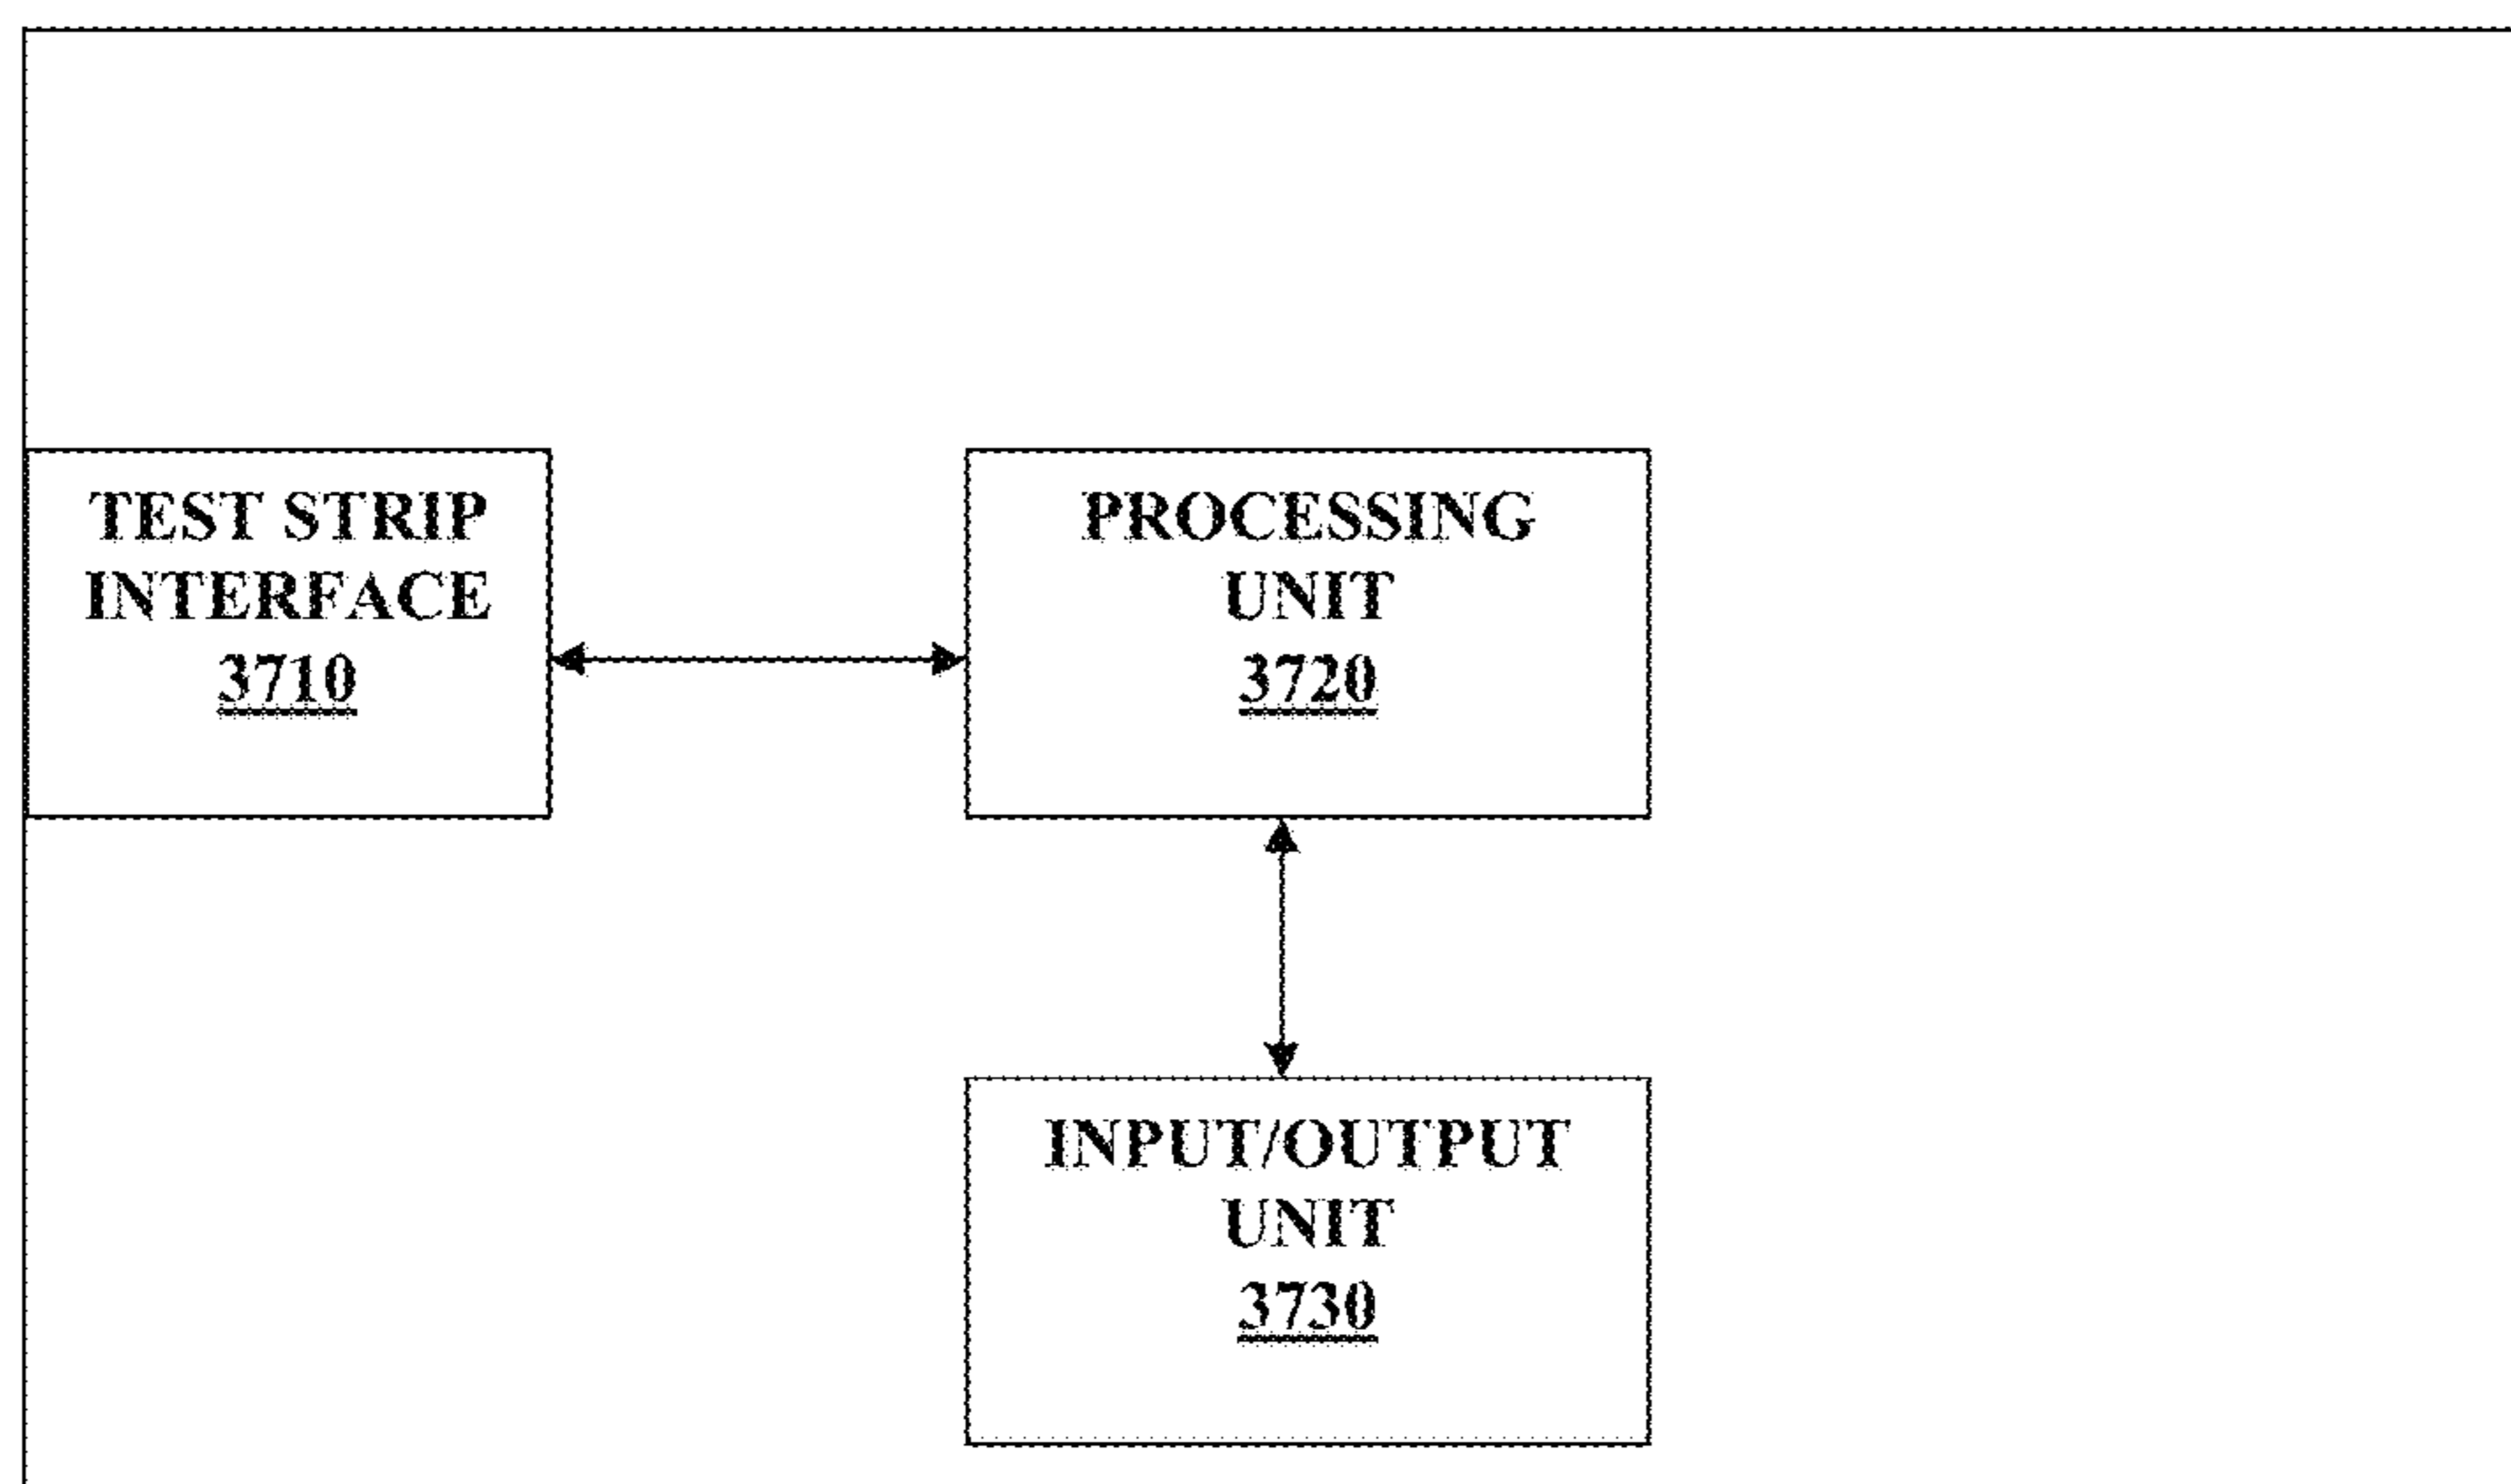 TEST STRIP
INTERFACE
3710
PROCESSING
UNIT
3720
INPUT/OUTPUT
UNIT
3730